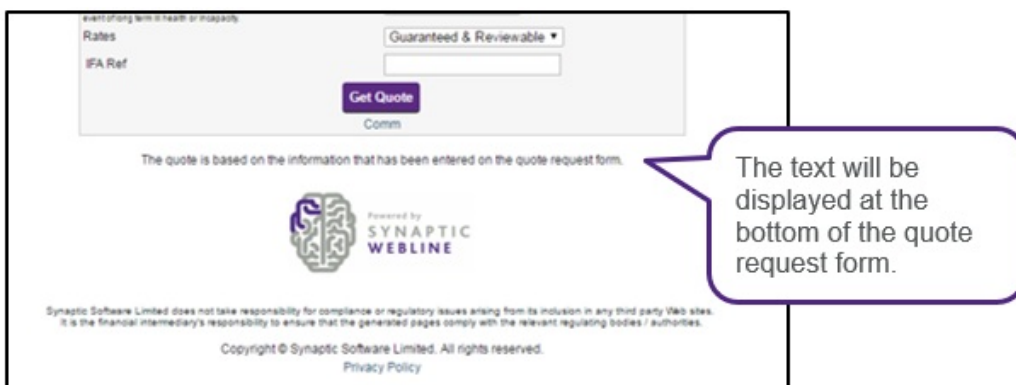 event of long term ill health or incapacity.
Rates
Guaranteed & Reviewable
IFA Ref
Get Quote
Comm
The quote is based on the information that has been entered on the quote request form.
The text will be
displayed at the
bottom of the quote
request form.
Powered by
SYNAPTIC
WEBLINE
Synaptic Software Limited does not take responsibility for compliance or regulatory issues arising from its inclusion in any third party Web sites.
It is the financial intermediary's responsibility to ensure that the generated pages comply with the relevant regulating bodies / authorities.
Copyright © Synaptic Software Limited. All rights reserved.
Privacy Policy